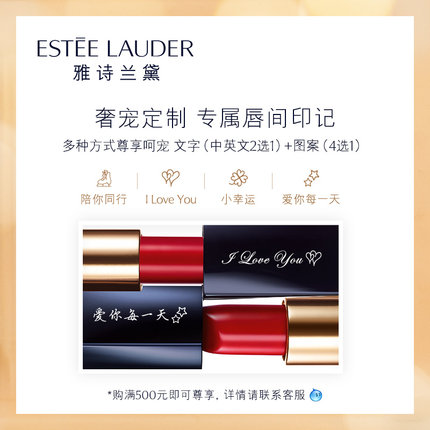 ESTĒE LAUDER
雅诗兰黛
奢宠定制 专属唇间印记
多种方式尊享呵宠 文字(中英文2选1)+图案(4选1)
陪你同行 I Love You 小幸运 爱你每一天
I Love You
爱你每一天
*购满500元即可尊享,详情请联系客服